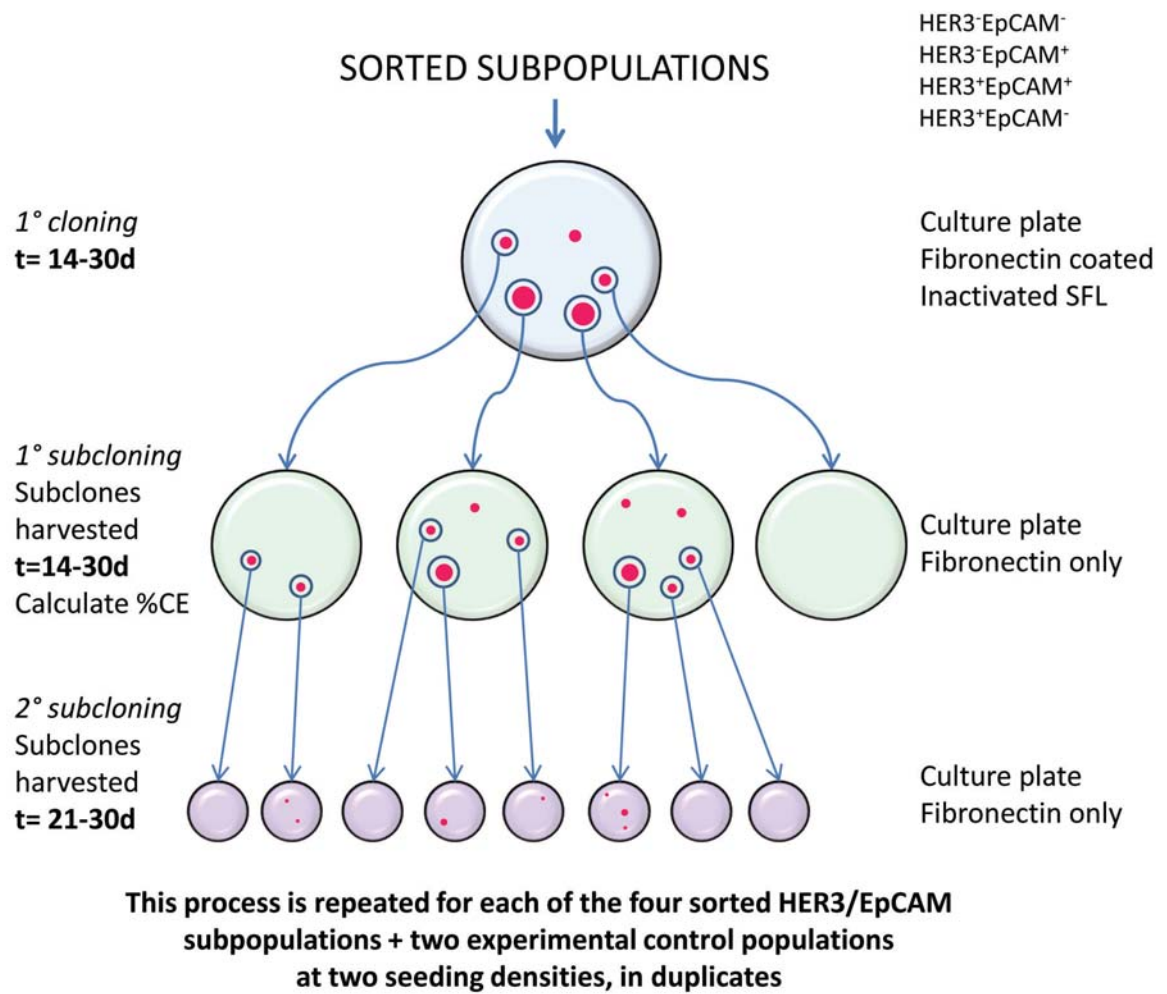 HER3⁻EpCAM⁻
HER3⁻EpCAM⁺
HER3⁺EpCAM⁺
HER3⁺EpCAM⁻
SORTED SUBPOPULATIONS
1° cloning
t= 14-30d
Culture plate
Fibronectin coated
Inactivated SFL
1° subcloning
Subclones
harvested
t=14-30d
Calculate %CE
Culture plate
Fibronectin only
2° subcloning
Subclones
harvested
t= 21-30d
Culture plate
Fibronectin only
This process is repeated for each of the four sorted HER3/EpCAM
subpopulations + two experimental control populations
at two seeding densities, in duplicates